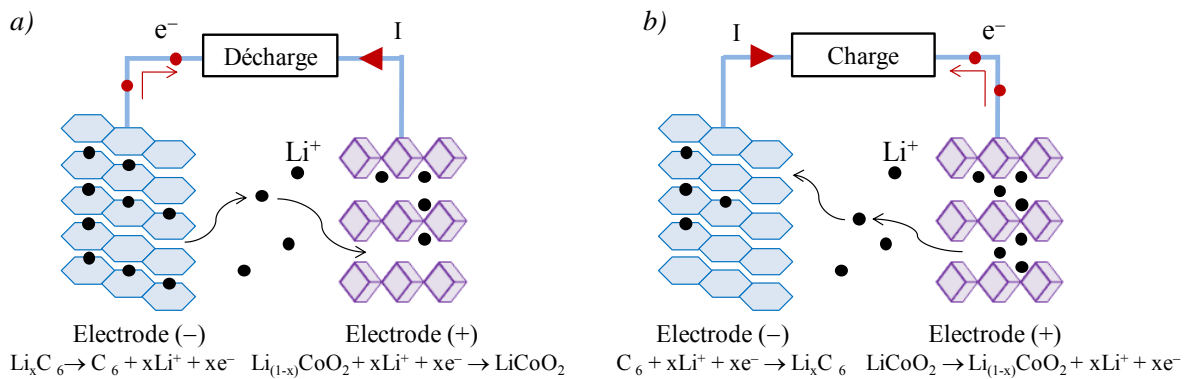 a)
e⁻
Décharge
I
Li⁺
Electrode (–)
Electrode (+)
LiₓC ₆→ C ₆ + xLi⁺ + xe⁻
Li₍₁₋ₓ₎CoO₂ + xLi⁺ + xe⁻ → LiCoO₂
b)
I
Charge
e⁻
Li⁺
Electrode (–)
Electrode (+)
C ₆ + xLi⁺ + xe⁻ → LiₓC ₆
LiCoO₂ → Li₍₁₋ₓ₎CoO₂ + xLi⁺ + xe⁻